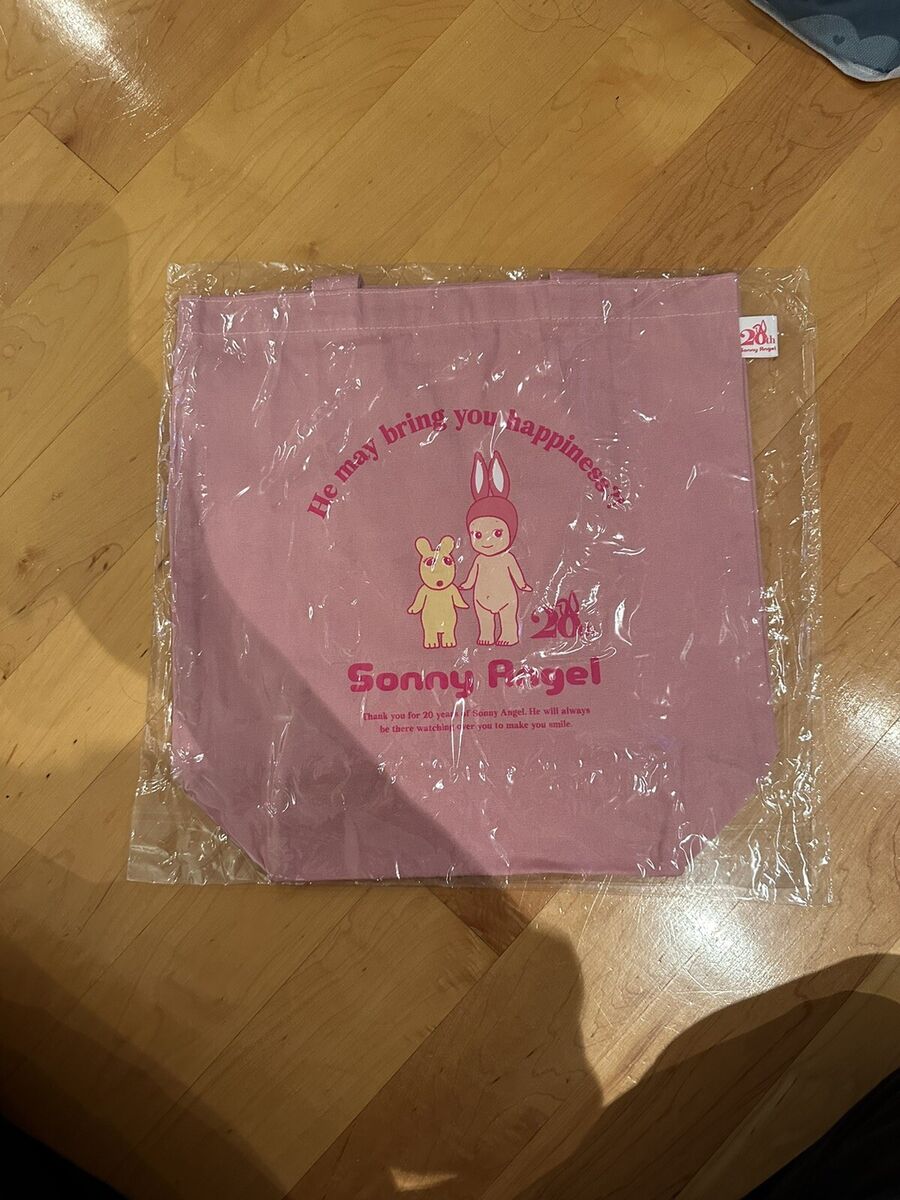 20th
Sonny Angel
He may bring you happiness.
20th
Sonny Angel
Thank you for 20 years of Sonny Angel. He will always
be there watching over you to make you smile.